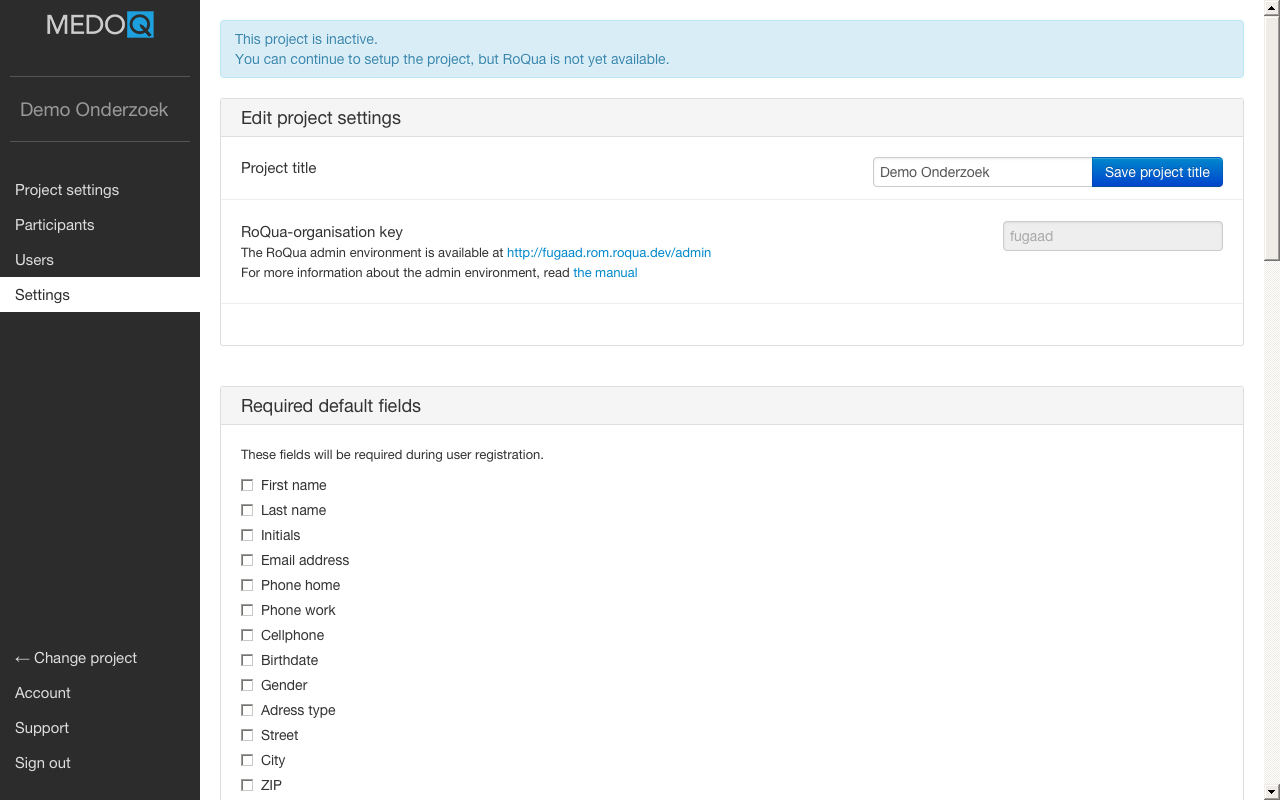 MEDOQ
Demo Onderzoek
Project settings
Participants
Users
Settings
← Change project
Account
Support
Sign out
This project is inactive.
You can continue to setup the project, but RoQua is not yet available.
Edit project settings
Project title
Demo Onderzoek
Save project title
RoQua-organisation key
fugaad
The RoQua admin environment is available at http://fugaad.rom.roqua.dev/admin
For more information about the admin environment, read the manual
Required default fields
These fields will be required during user registration.
First name
Last name
Initials
Email address
Phone home
Phone work
Cellphone
Birthdate
Gender
Adress type
Street
City
ZIP